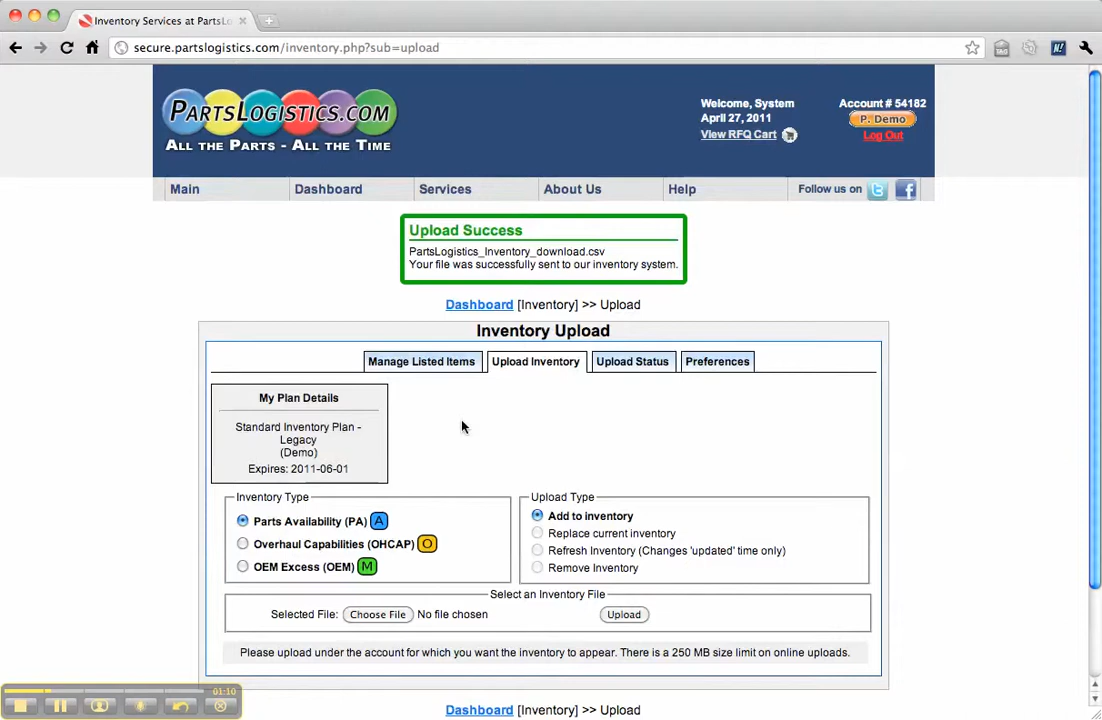 Inventory Services at PartsLo
secure.partslogistics.com/inventory.php?sub=upload
PARTSLOGISTICS.COM
ALL THE PARTS - ALL THE TIME
Welcome, System
April 27, 2011
View RFQ Cart
Account # 54182
P. Demo
Log Out
Main Dashboard Services About Us Help Follow us on
Upload Success
PartsLogistics_Inventory_download.csv
Your file was successfully sent to our inventory system.
Dashboard [Inventory] >> Upload
Inventory Upload
Manage Listed Items Upload Inventory Upload Status Preferences
My Plan Details
Standard Inventory Plan -
Legacy
(Demo)
Expires: 2011-06-01
Inventory Type
Parts Availability (PA) A
Overhaul Capabilities (OHCAP) O
OEM Excess (OEM) M
Upload Type
Add to inventory
Replace current inventory
Refresh Inventory (Changes 'updated' time only)
Remove Inventory
Select an Inventory File
Selected File: Choose File No file chosen Upload
Please upload under the account for which you want the inventory to appear. There is a 250 MB size limit on online uploads.
01:10
Dashboard [Inventory] >> Upload